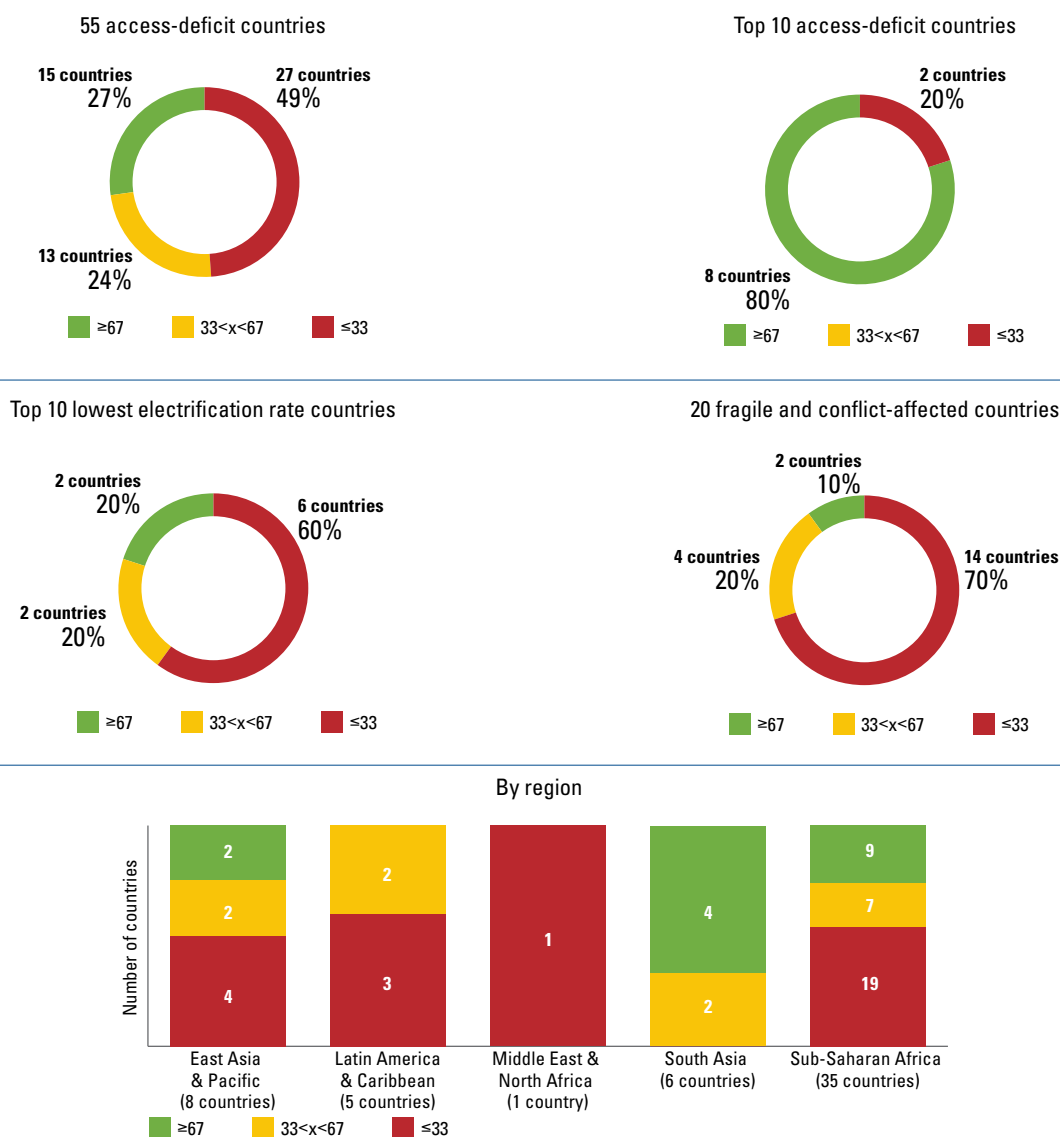 55 access-deficit countries
15 countries
27%
27 countries
49%
13 countries
24%
≥67 33<x<67 ≤33
Top 10 access-deficit countries
2 countries
20%
8 countries
80%
≥67 33<x<67 ≤33
Top 10 lowest electrification rate countries
2 countries
20%
6 countries
60%
2 countries
20%
≥67 33<x<67 ≤33
20 fragile and conflict-affected countries
2 countries
10%
4 countries
20%
14 countries
70%
≥67 33<x<67 ≤33
By region
Number of countries
2
2
4
2
3
1
4
2
9
7
19
East Asia
& Pacific
(8 countries)
Latin America
& Caribbean
(5 countries)
Middle East &
North Africa
(1 country)
South Asia
(6 countries)
Sub-Saharan Africa
(35 countries)
≥67 33<x<67 ≤33